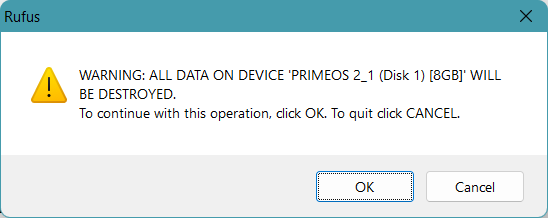 Rufus
WARNING: ALL DATA ON DEVICE 'PRIMEOS 2_1 (Disk 1) [8GB]' WILL
BE DESTROYED.
To continue with this operation, click OK. To quit click CANCEL.
OK
Cancel